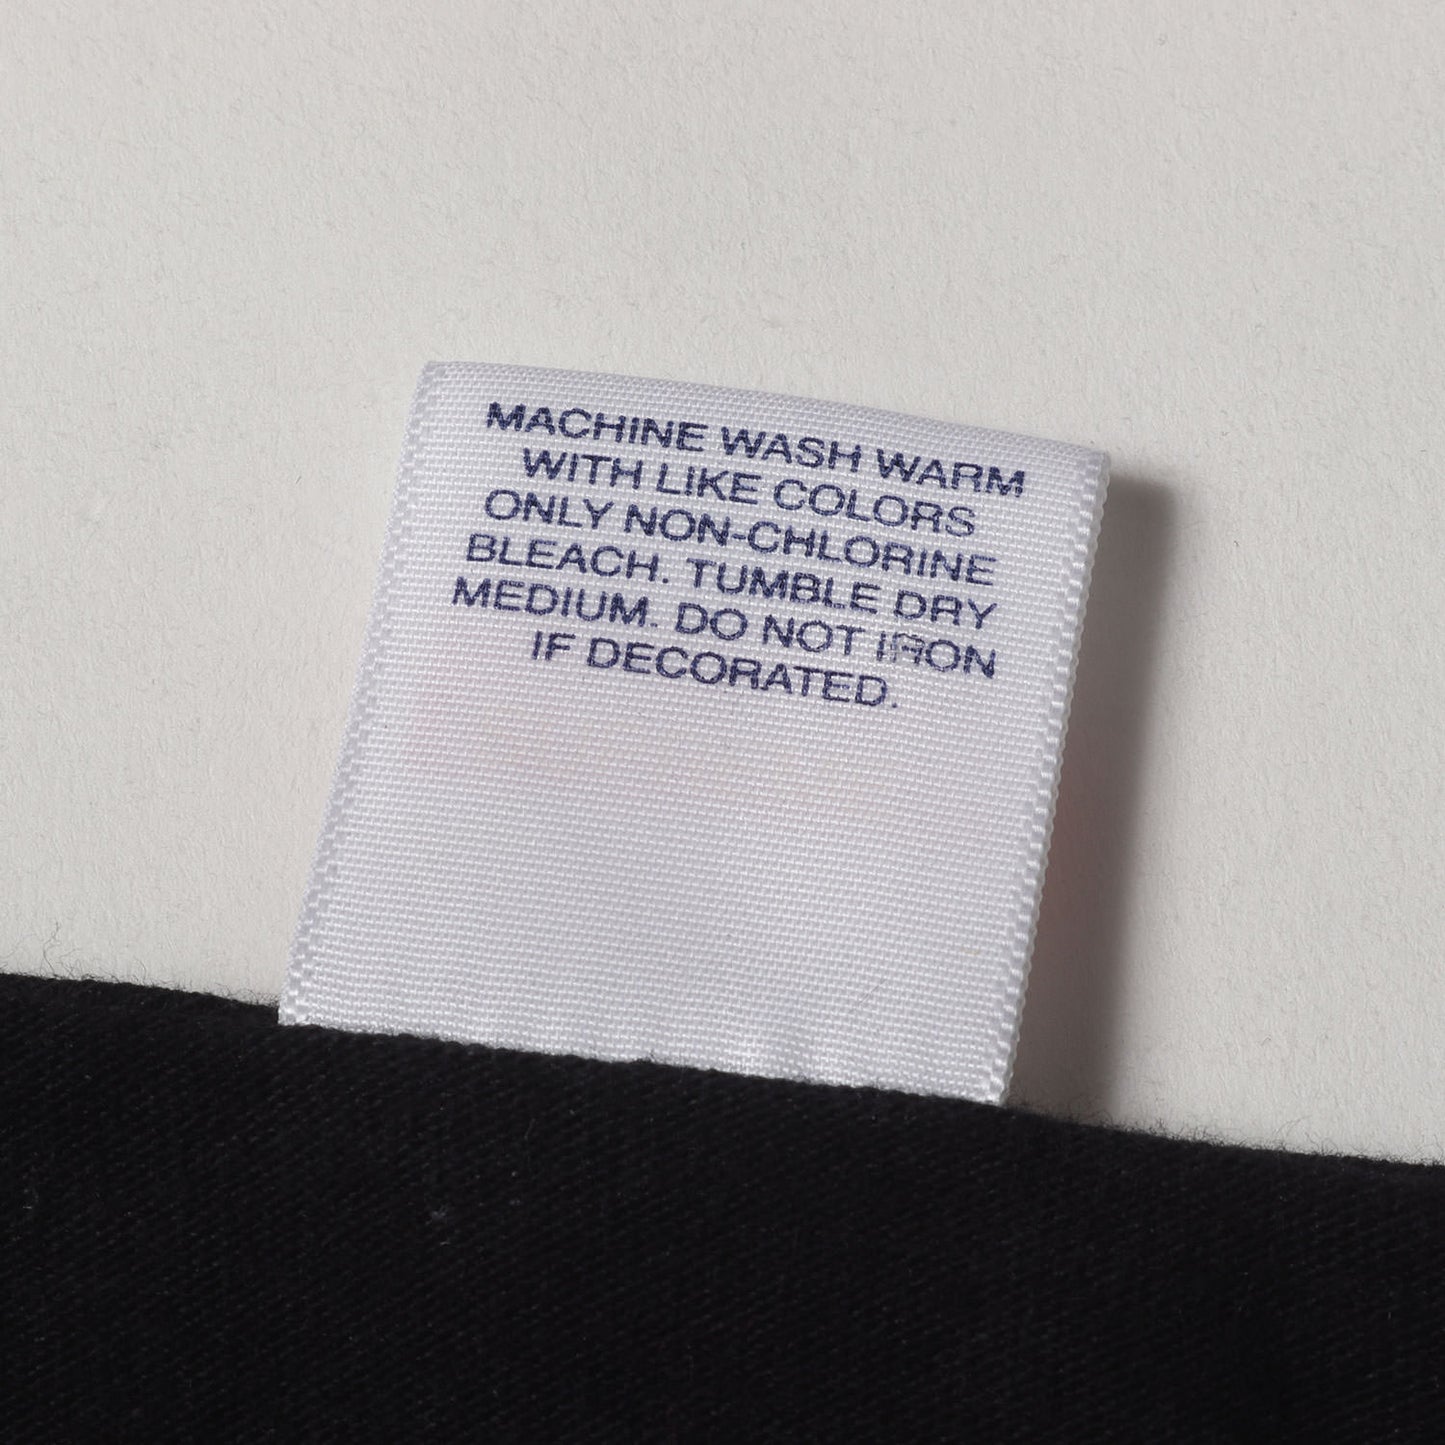 MACHINE WASH WARM
WITH LIKE COLORS
ONLY NON-CHLORINE
BLEACH. TUMBLE DRY
MEDIUM. DO NOT IRON
IF DECORATED.